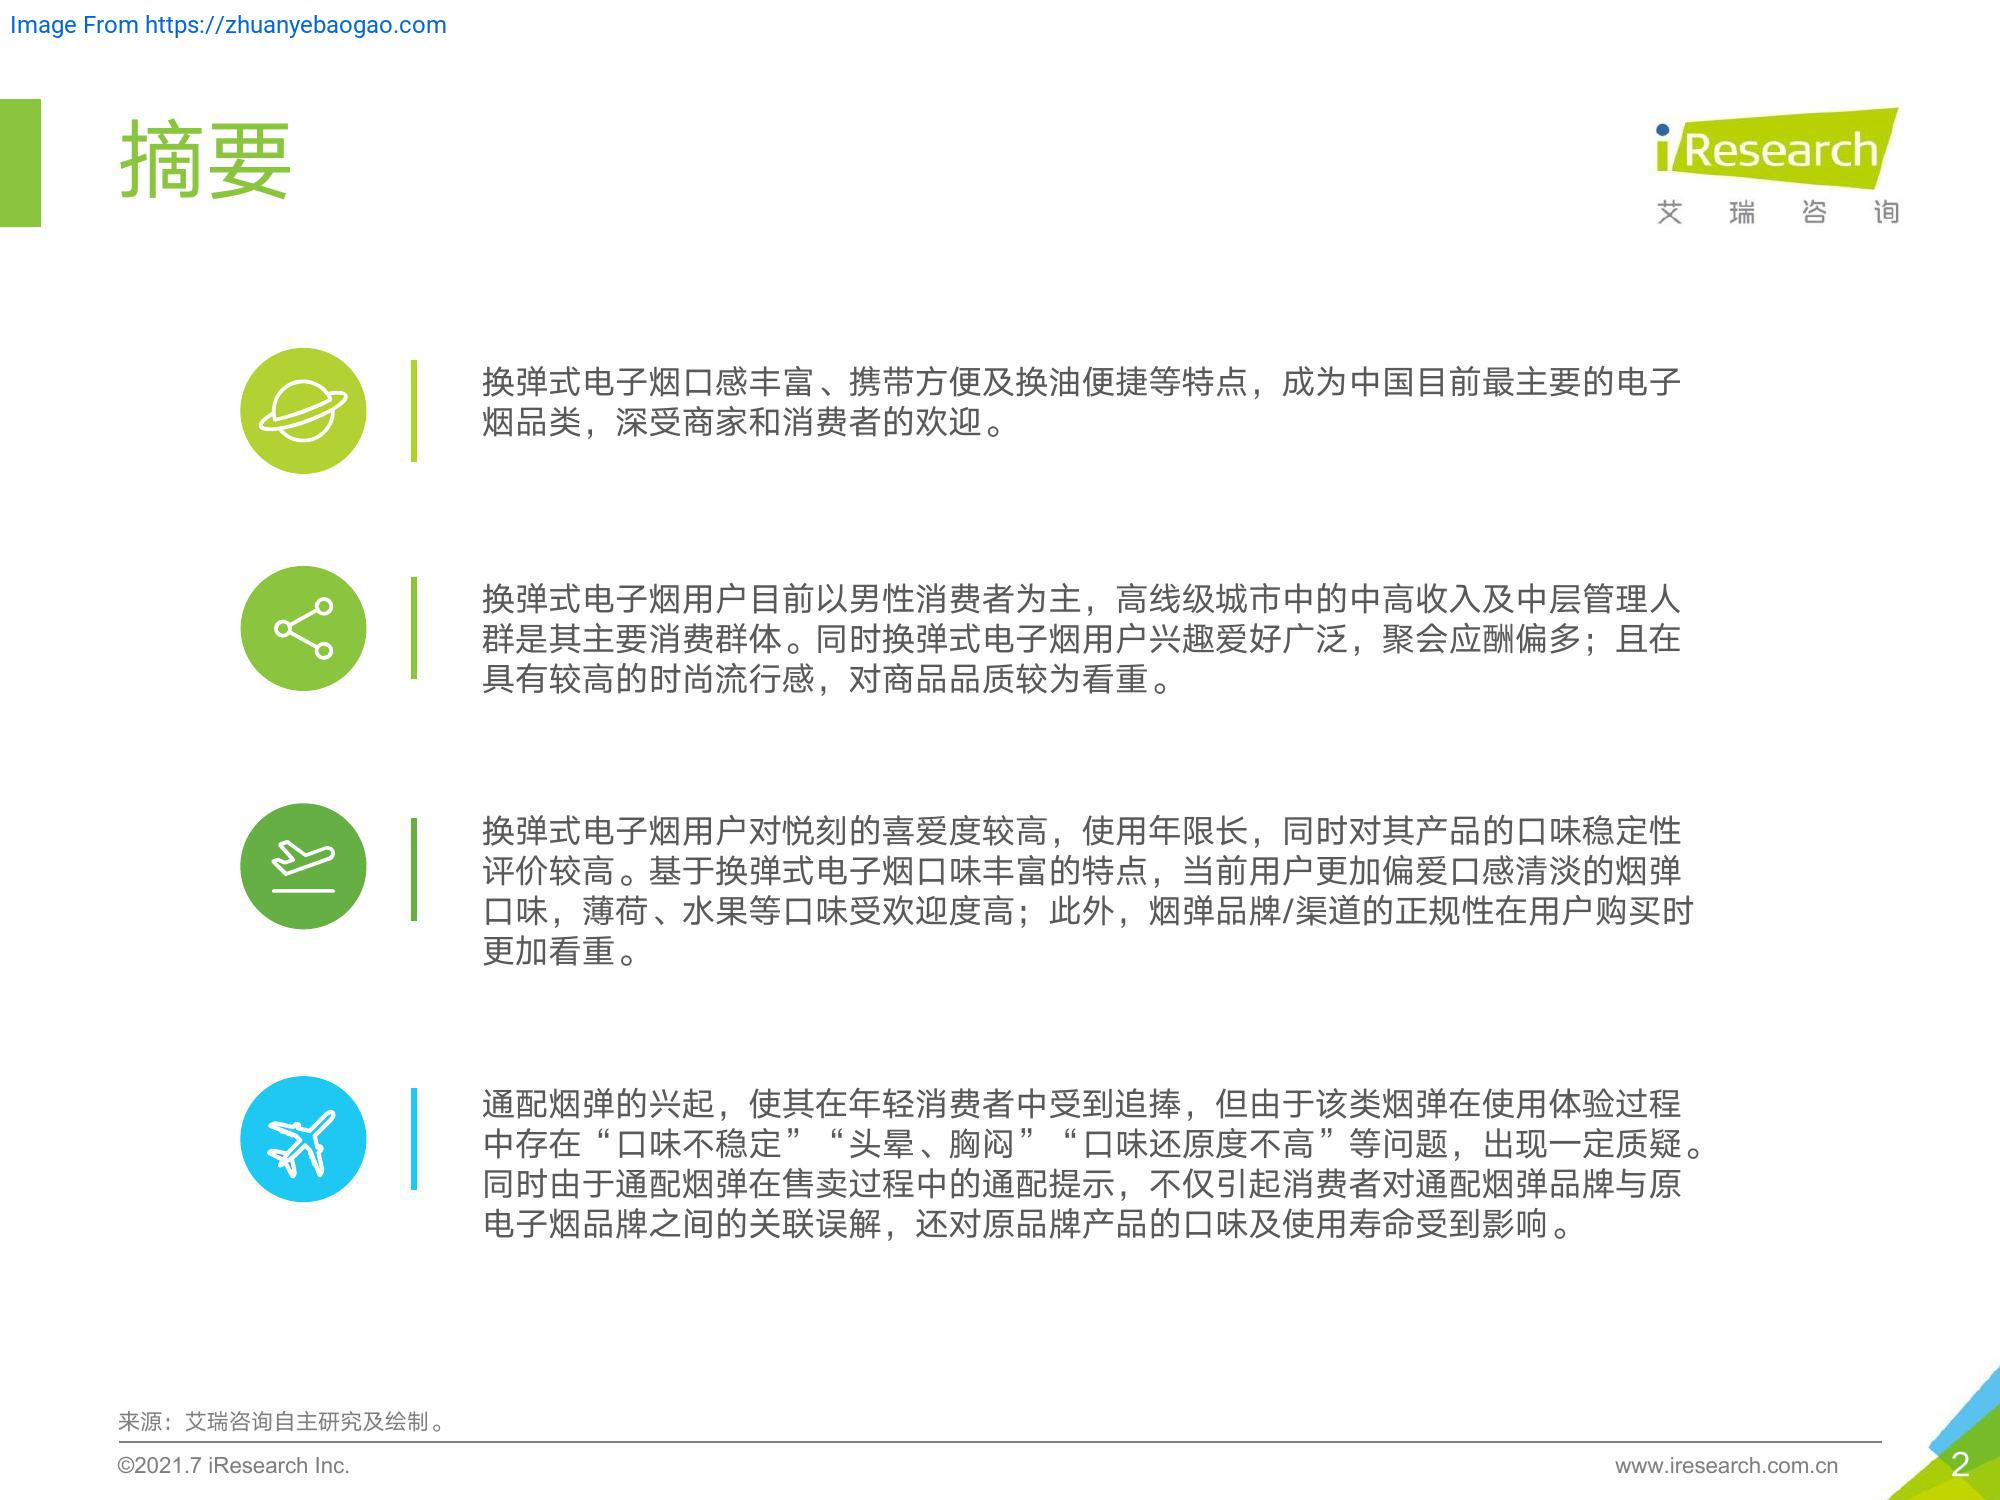 Image From https://zhuanyebaogao.com
摘要
iResearch
艾瑞咨询
换弹式电子烟口感丰富、携带方便及换油便捷等特点，成为中国目前最主要的电子
烟品类，深受商家和消费者的欢迎。
换弹式电子烟用户目前以男性消费者为主，高线级城市中的中高收入及中层管理人
群是其主要消费群体。同时换弹式电子烟用户兴趣爱好广泛，聚会应酬偏多；且在
具有较高的时尚流行感，对商品品质较为看重。
换弹式电子烟用户对悦刻的喜爱度较高，使用年限长，同时对其产品的口味稳定性
评价较高。基于换弹式电子烟口味丰富的特点，当前用户更加偏爱口感清淡的烟弹
口味，薄荷、水果等口味受欢迎度高；此外，烟弹品牌/渠道的正规性在用户购买时
更加看重。
通配烟弹的兴起，使其在年轻消费者中受到追捧，但由于该类烟弹在使用体验过程
中存在“口味不稳定”“头晕、胸闷”“口味还原度不高”等问题，出现一定质疑。
同时由于通配烟弹在售卖过程中的通配提示，不仅引起消费者对通配烟弹品牌与原
电子烟品牌之间的关联误解，还对原品牌产品的口味及使用寿命受到影响。
来源：艾瑞咨询自主研究及绘制。
©2021.7 iResearch Inc.
www.iresearch.com.cn
2